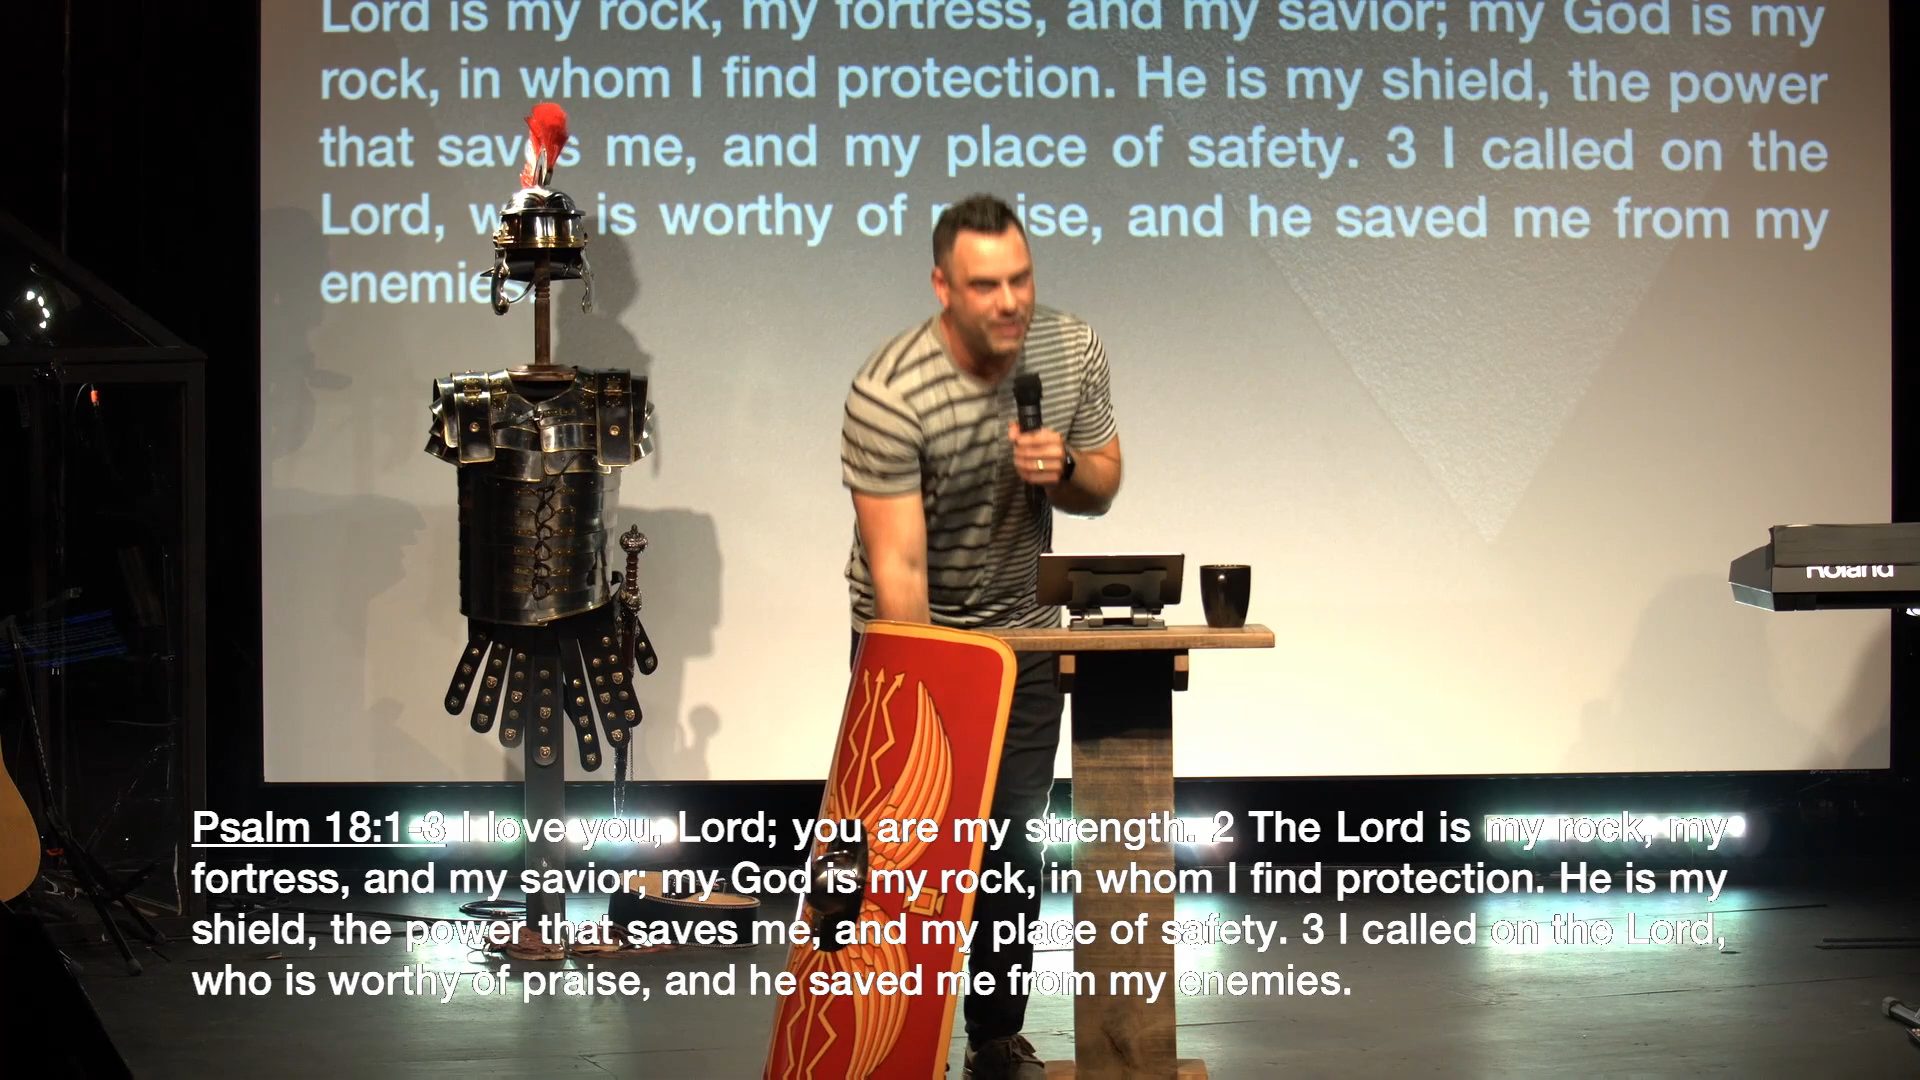 Lord is my rock, my fortress, and my savior; my God is my
rock, in whom I find protection. He is my shield, the power
that saves me, and my place of safety. 3 I called on the
Lord, who is worthy of praise, and he saved me from my
enemies.
Roland
Psalm 18:1-3 I love you, Lord; you are my strength. 2 The Lord is my rock, my
fortress, and my savior; my God is my rock, in whom I find protection. He is my
shield, the power that saves me, and my place of safety. 3 I called on the Lord,
who is worthy of praise, and he saved me from my enemies.